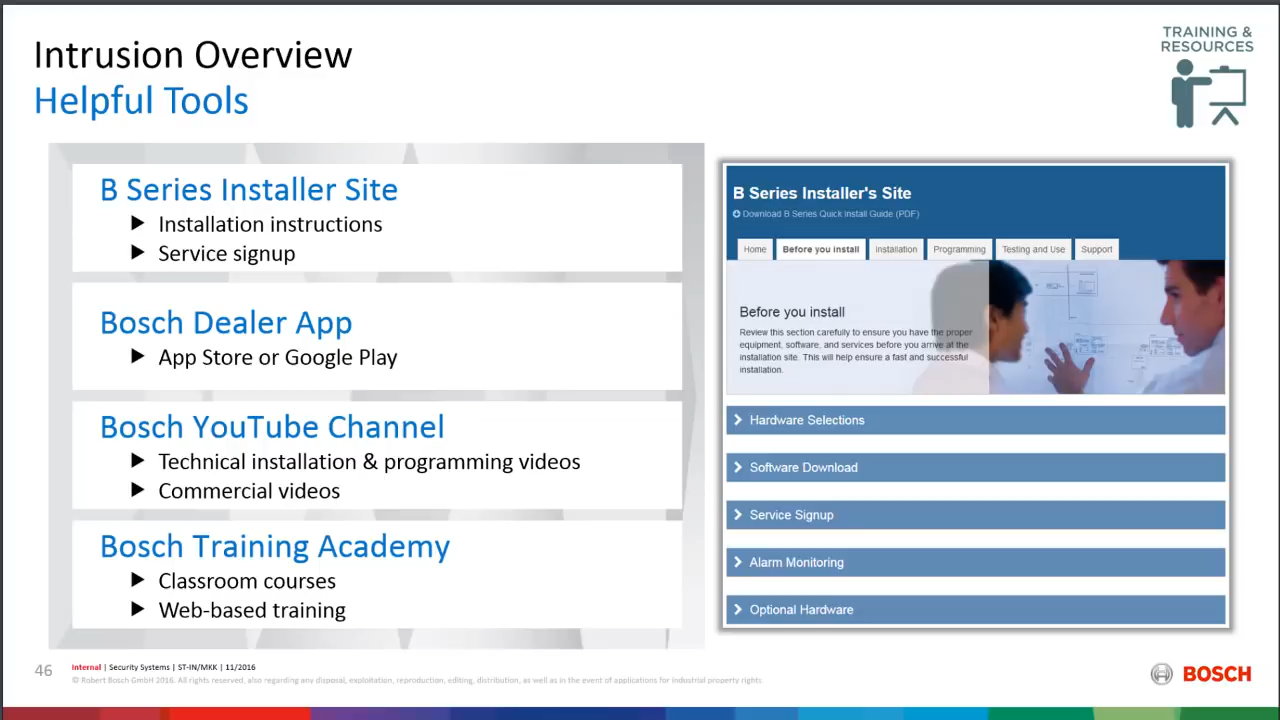 Intrusion Overview
Helpful Tools
TRAINING &
RESOURCES
B Series Installer Site
Installation instructions
Service signup
Bosch Dealer App
App Store or Google Play
Bosch YouTube Channel
Technical installation & programming videos
Commercial videos
Bosch Training Academy
Classroom courses
Web-based training
B Series Installer's Site
Download B Series Quick Install Guide (PDF)
Home Before you install Installation Programming Testing and Use Support
Before you install
Review this section carefully to ensure you have the proper
equipment, software, and services before you arrive at the
installation site. This will help ensure a fast and successful
installation.
Hardware Selections
Software Download
Service Signup
Alarm Monitoring
Optional Hardware
46
Internal | Security Systems | ST-IN/MKK | 11/2016
© Robert Bosch GmbH 2016. All rights reserved, also regarding any disposal, exploitation, reproduction, editing, distribution, as well as in the event of applications for industrial property rights.
BOSCH